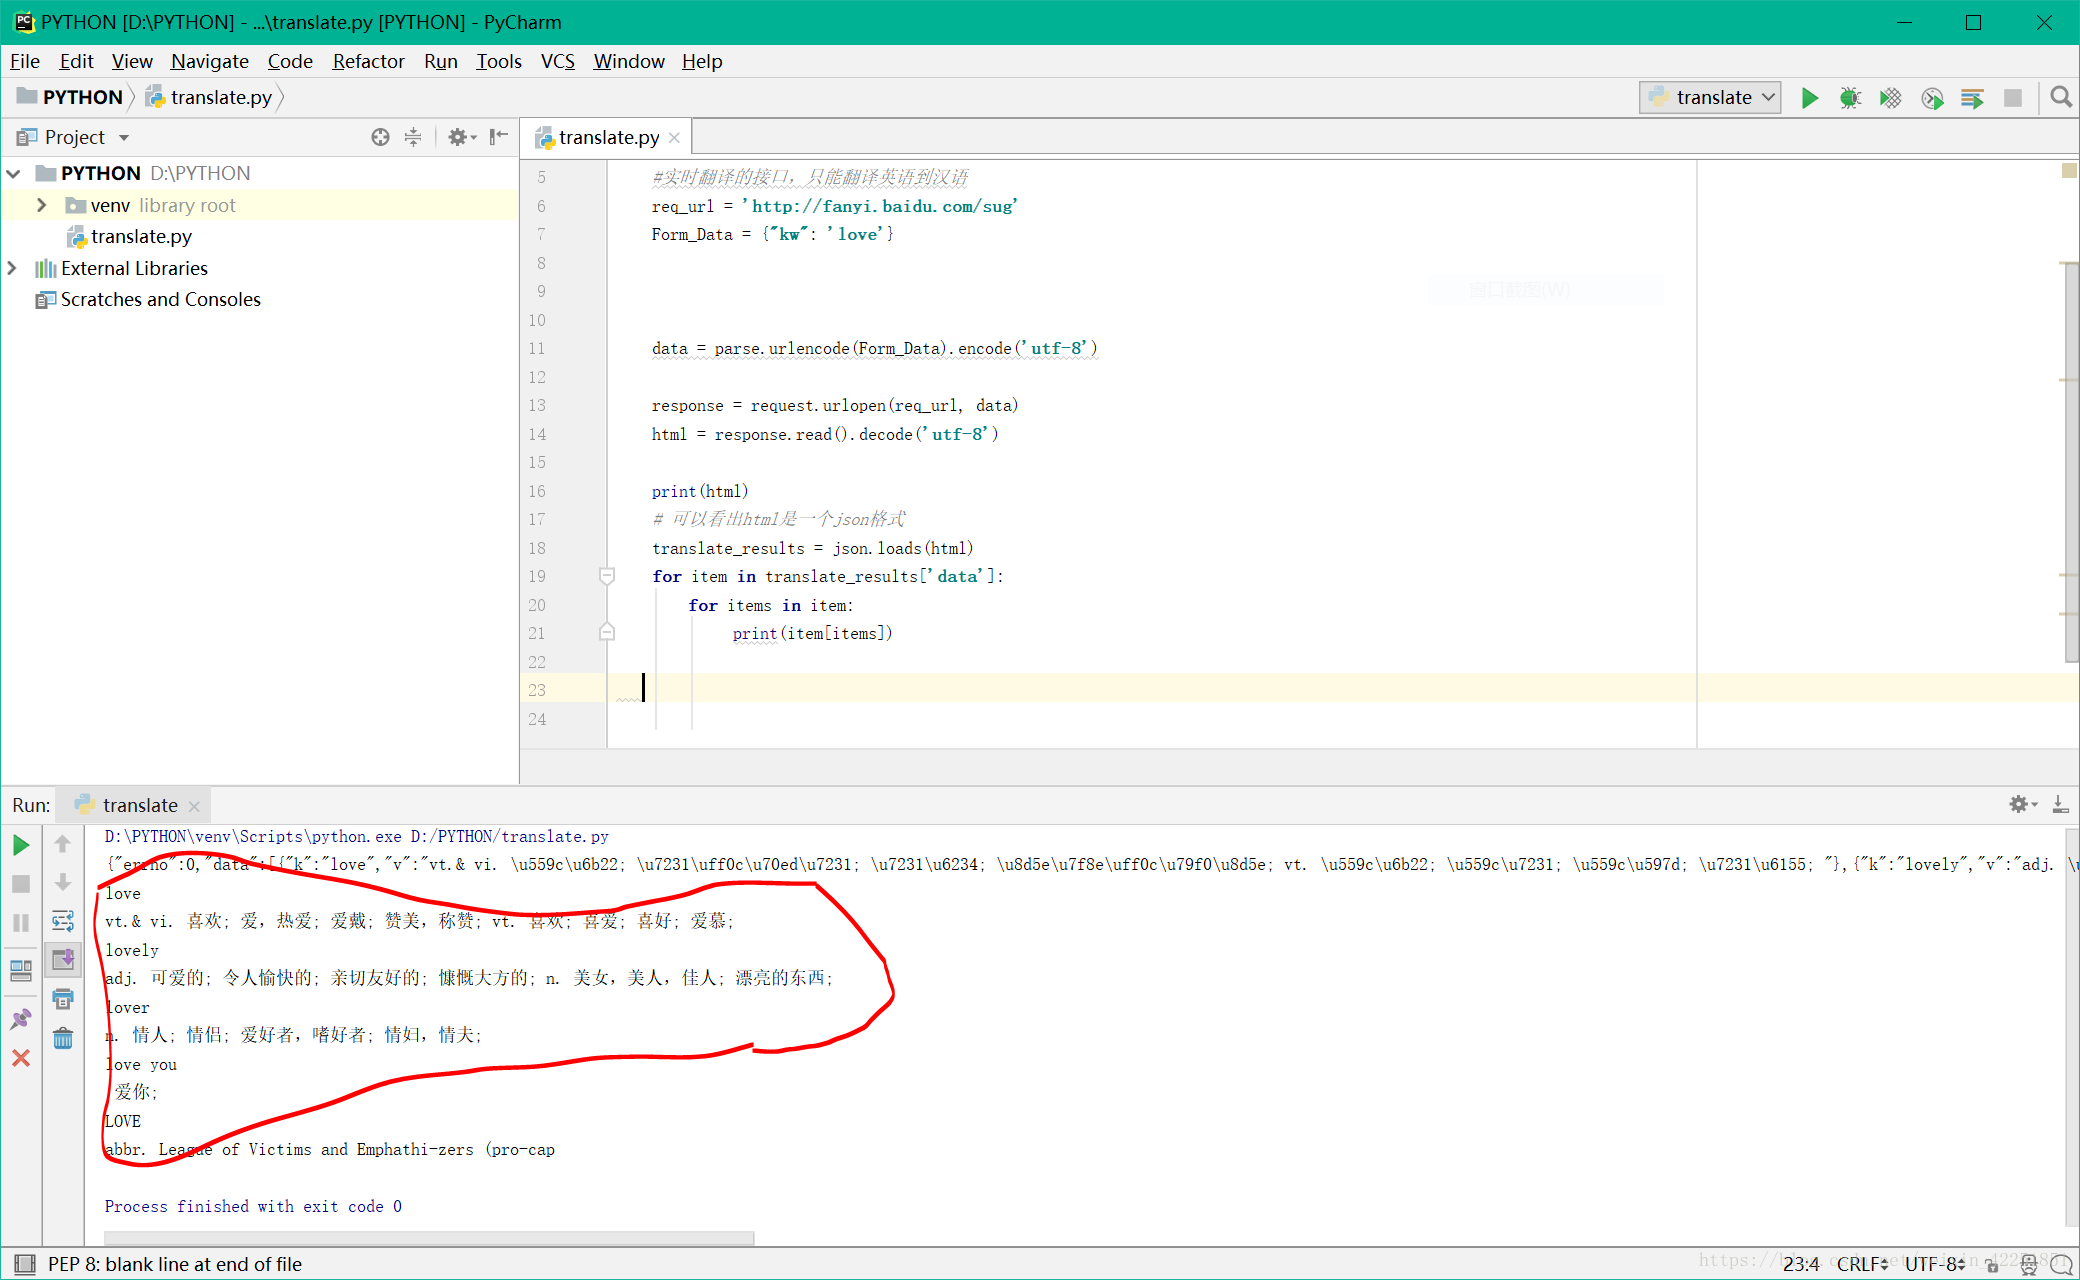 PYTHON [D:\PYTHON] - ...\translate.py [PYTHON] - PyCharm
File Edit View Navigate Code Refactor Run Tools VCS Window Help
PYTHON translate.py translate
Project translate.py
PYTHON D:\PYTHON
venv library root
translate.py
External Libraries
Scratches and Consoles
5 #实时翻译的接口，只能翻译英语到汉语
6 req_url = 'http://fanyi.baidu.com/sug'
7 Form_Data = {"kw": 'love'}
8
9
窗口截图(W)
10
11 data = parse.urlencode(Form_Data).encode('utf-8')
12
13 response = request.urlopen(req_url, data)
14 html = response.read().decode('utf-8')
15
16 print(html)
17 # 可以看出html是一个json格式
18 translate_results = json.loads(html)
19 for item in translate_results['data']:
20 for items in item:
21 print(item[items])
22
23
24
Run: translate
D:\PYTHON\venv\Scripts\python.exe D:/PYTHON/translate.py
{"errno":0,"data":[{"k":"love","v":"vt.& vi. \u559c\u6b22; \u7231\uff0c\u70ed\u7231; \u7231\u6234; \u8d5e\u7f8e\uff0c\u79f0\u8d5e; vt. \u559c\u6b22; \u559c\u7231; \u559c\u597d; \u7231\u6155; "},{"k":"lovely","v":"adj. \u
love
vt.& vi. 喜欢; 爱，热爱; 爱戴; 赞美，称赞; vt. 喜欢; 喜爱; 喜好; 爱慕;
lovely
adj. 可爱的; 令人愉快的; 亲切友好的; 慷慨大方的; n. 美女，美人，佳人; 漂亮的东西;
lover
n. 情人; 情侣; 爱好者，嗜好者; 情妇，情夫;
love you
爱你;
LOVE
abbr. League of Victims and Emphathi-zers (pro-cap
Process finished with exit code 0
PEP 8: blank line at end of file 23:4 CRLF UTF-8